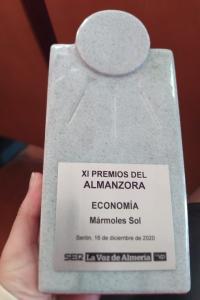 XI PREMIOS DEL
ALMANZORA
ECONOMÍA
Mármoles Sol
Serón, 16 de diciembre de 2020
SER La Voz de Almería